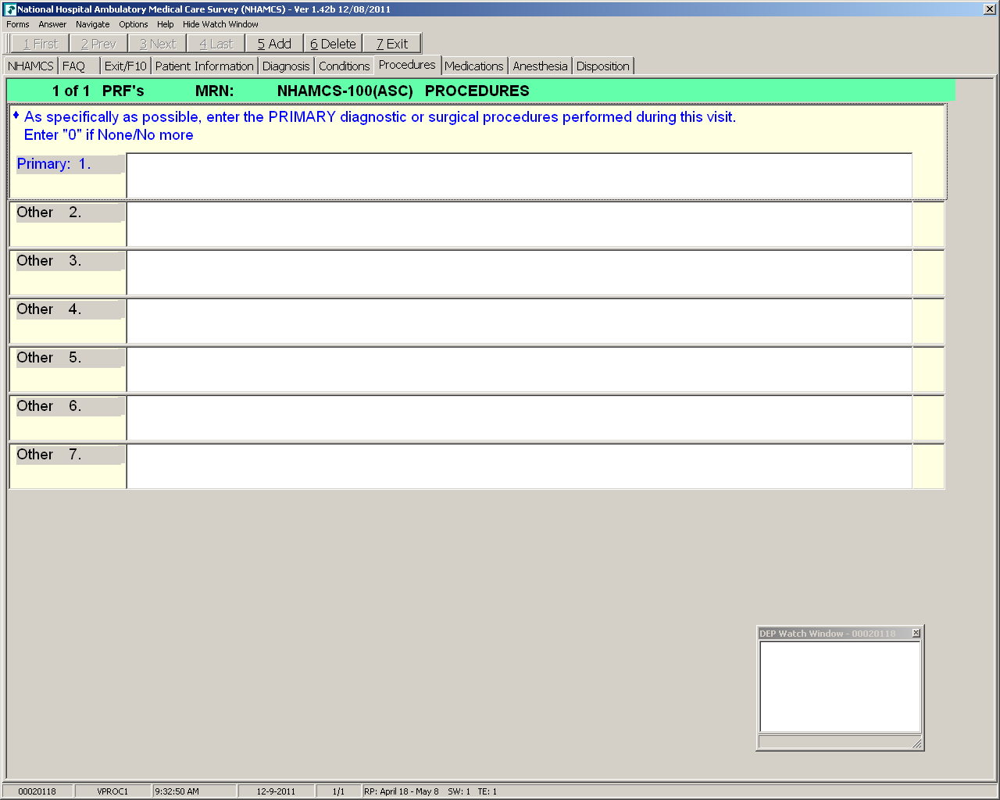 National Hospital Ambulatory Medical Care Survey (NHAMCS) - Ver 1.42b 12/08/2011
Forms Answer Navigate Options Help Hide Watch Window
1 First 2 Prev 3 Next 4 Last 5 Add 6 Delete 7 Exit
NHAMCS FAQ Exit/F10 Patient Information Diagnosis Conditions Procedures Medications Anesthesia Disposition
1 of 1 PRF's MRN: NHAMCS-100(ASC) PROCEDURES
♦ As specifically as possible, enter the PRIMARY diagnostic or surgical procedures performed during this visit.
Enter "0" if None/No more
Primary: 1.
Other 2.
Other 3.
Other 4.
Other 5.
Other 6.
Other 7.
DEP Watch Window - 00020118
00020118 VPROC1 9:32:50 AM 12-9-2011 1/1 RP: April 18 - May 8 SW: 1 TE: 1